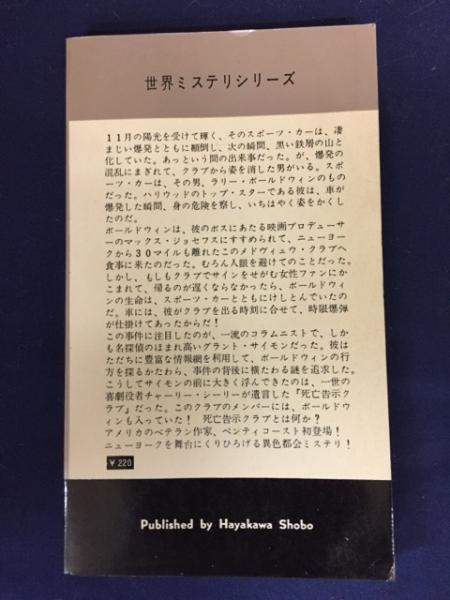 世界ミステリシリーズ
11月の陽光を受けて輝く、そのスポーツ・カーは、凄
まじい爆発とともに顚倒し、次の瞬間、黒い鉄屑の山と
化していた。あっという間の出来事だった。が、爆発の
混乱にまぎれて、クラブから姿を消した男がいる。スポ
ーツ・カーは、その男、ラリー・ボールドウィンのもの
だった。ハリウッドのトップ・スターである彼は、車が
爆発した瞬間、身の危険を察し、いちはやく姿をかくし
たのだ。
ボールドウィンは、彼のボスにあたる映画プロデューサ
ーのマックス・ジョセフスにすすめられて、ニューヨー
クから30マイルも離れたこのメドヴィュウ・クラブへ
食事に来たのだった。むろん人眼を避けてのことだった。
しかし、もしもクラブでサインをせがむ女性ファンにか
こまれて、帰るのが遅くならなかったら、ボールドウィ
ンの生命は、スポーツ・カーとともにけしとんでいたの
だ。車には、彼がクラブを出る時刻に合せて、時限爆弾
が仕掛けてあったからだ！
この事件に注目したのが、一流のコラムニストで、しか
も名探偵のほまれ高いグラント・サイモンだった。彼は
ただちに豊富な情報網を利用して、ボールドウィンの行
方を探るかたわら、事件の背後に横たわる謎を追求した。
こうしてサイモンの前に大きく浮んできたのは、一世の
喜劇役者チャーリー・シーリーが遺言した『死亡告示ク
ラブ』だった。このクラブのメンバーには、ボールドウ
ィンも入っていた！　死亡告示クラブとは何か？
アメリカのベテラン作家、ペンティコースト初登場！
ニューヨークを舞台にくりひろげる異色都会ミステリ！
¥220
Published by Hayakawa Shobo